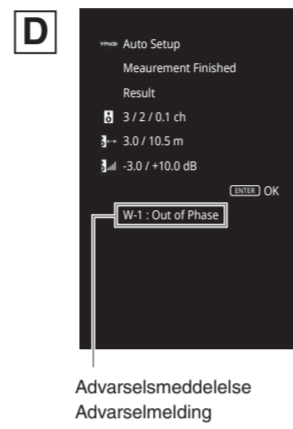 D
YPAO Auto Setup
Meaurement Finished
Result
3 / 2 / 0.1 ch
3.0 / 10.5 m
-3.0 / +10.0 dB
ENTER OK
W-1 : Out of Phase
Advarselsmeddelelse
Advarselmelding